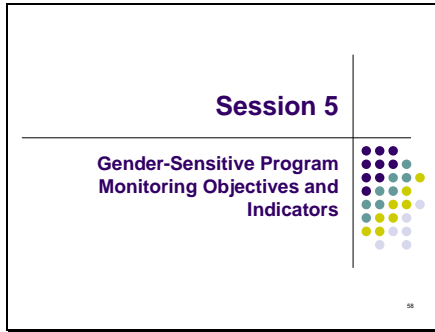 Session 5
Gender-Sensitive Program
Monitoring Objectives and
Indicators
58